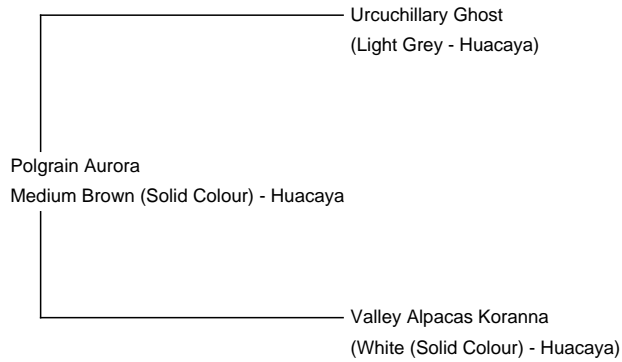 Urcuchillary Ghost
(Light Grey - Huacaya)
Polgrain Aurora
Medium Brown (Solid Colour) - Huacaya
Valley Alpacas Koranna
(White (Solid Colour) - Huacaya)